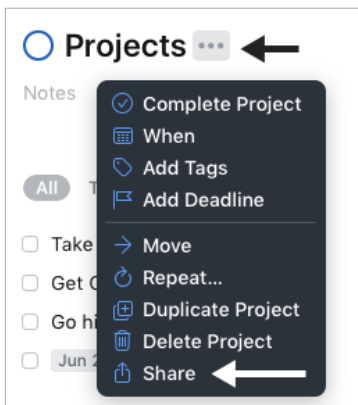 Projects ...
Notes
Complete Project
When
Add Tags
Add Deadline
All T
Take
Move
Get
Repeat...
Go hi
Duplicate Project
Delete Project
Jun 2
Share